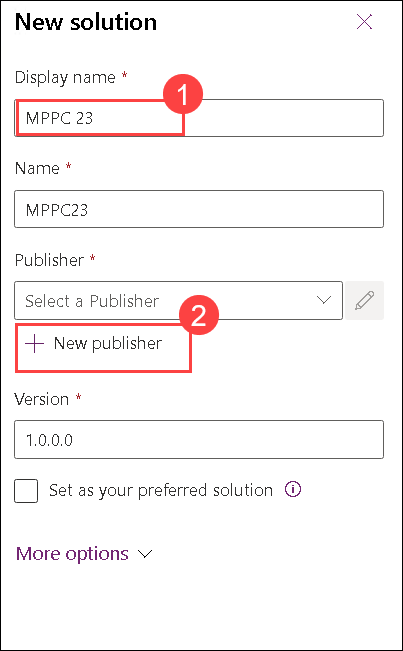 New solution
Display name *
1
MPPC 23
Name *
MPPC23
Publisher *
Select a Publisher
2
+ New publisher
Version *
1.0.0.0
Set as your preferred solution
More options